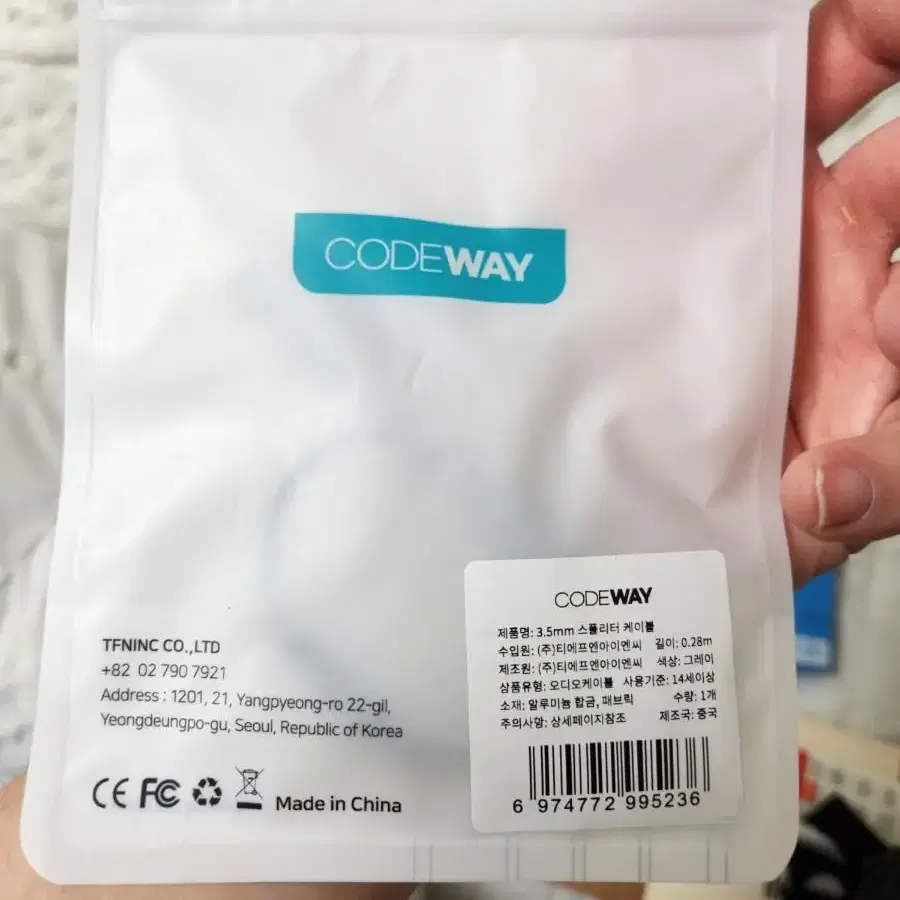 CODEWAY
TFNINC CO.,LTD
+82 02 790 7921
Address : 1201, 21, Yangpyeong-ro 22-gil,
Yeongdeungpo-gu, Seoul, Republic of Korea
CE FC Made in China
CODEWAY
제품명: 3.5mm 스플리터 케이블
수입원: (주)티에프엔아이엔씨 길이: 0.28m
제조원: (주)티에프엔아이엔씨 색상: 그레이
상품유형: 오디오케이블 사용기준: 14세이상
소재: 알루미늄 합금, 패브릭 수량: 1개
주의사항: 상세페이지참조 제조국: 중국
6 974772 995236